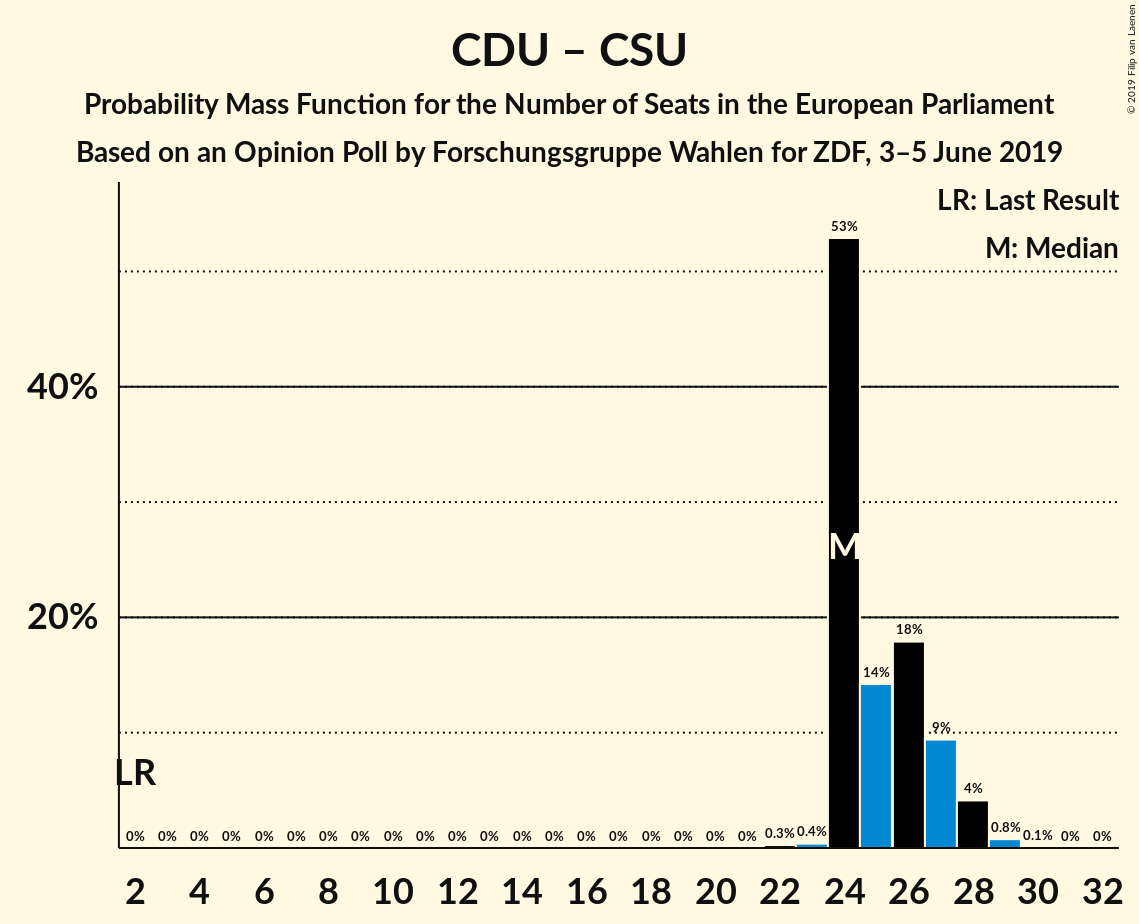 CDU – CSU
Probability Mass Function for the Number of Seats in the European Parliament
Based on an Opinion Poll by Forschungsgruppe Wahlen for ZDF, 3–5 June 2019
© 2019 Filip van Laenen
LR: Last Result
M: Median
53%
40%
M
20%
18%
14%
9%
LR
4%
0% 0% 0% 0% 0% 0% 0% 0% 0% 0% 0% 0% 0% 0% 0% 0% 0% 0% 0% 0% 0.3% 0.4% 0.8% 0.1% 0% 0%
2 4 6 8 10 12 14 16 18 20 22 24 26 28 30 32